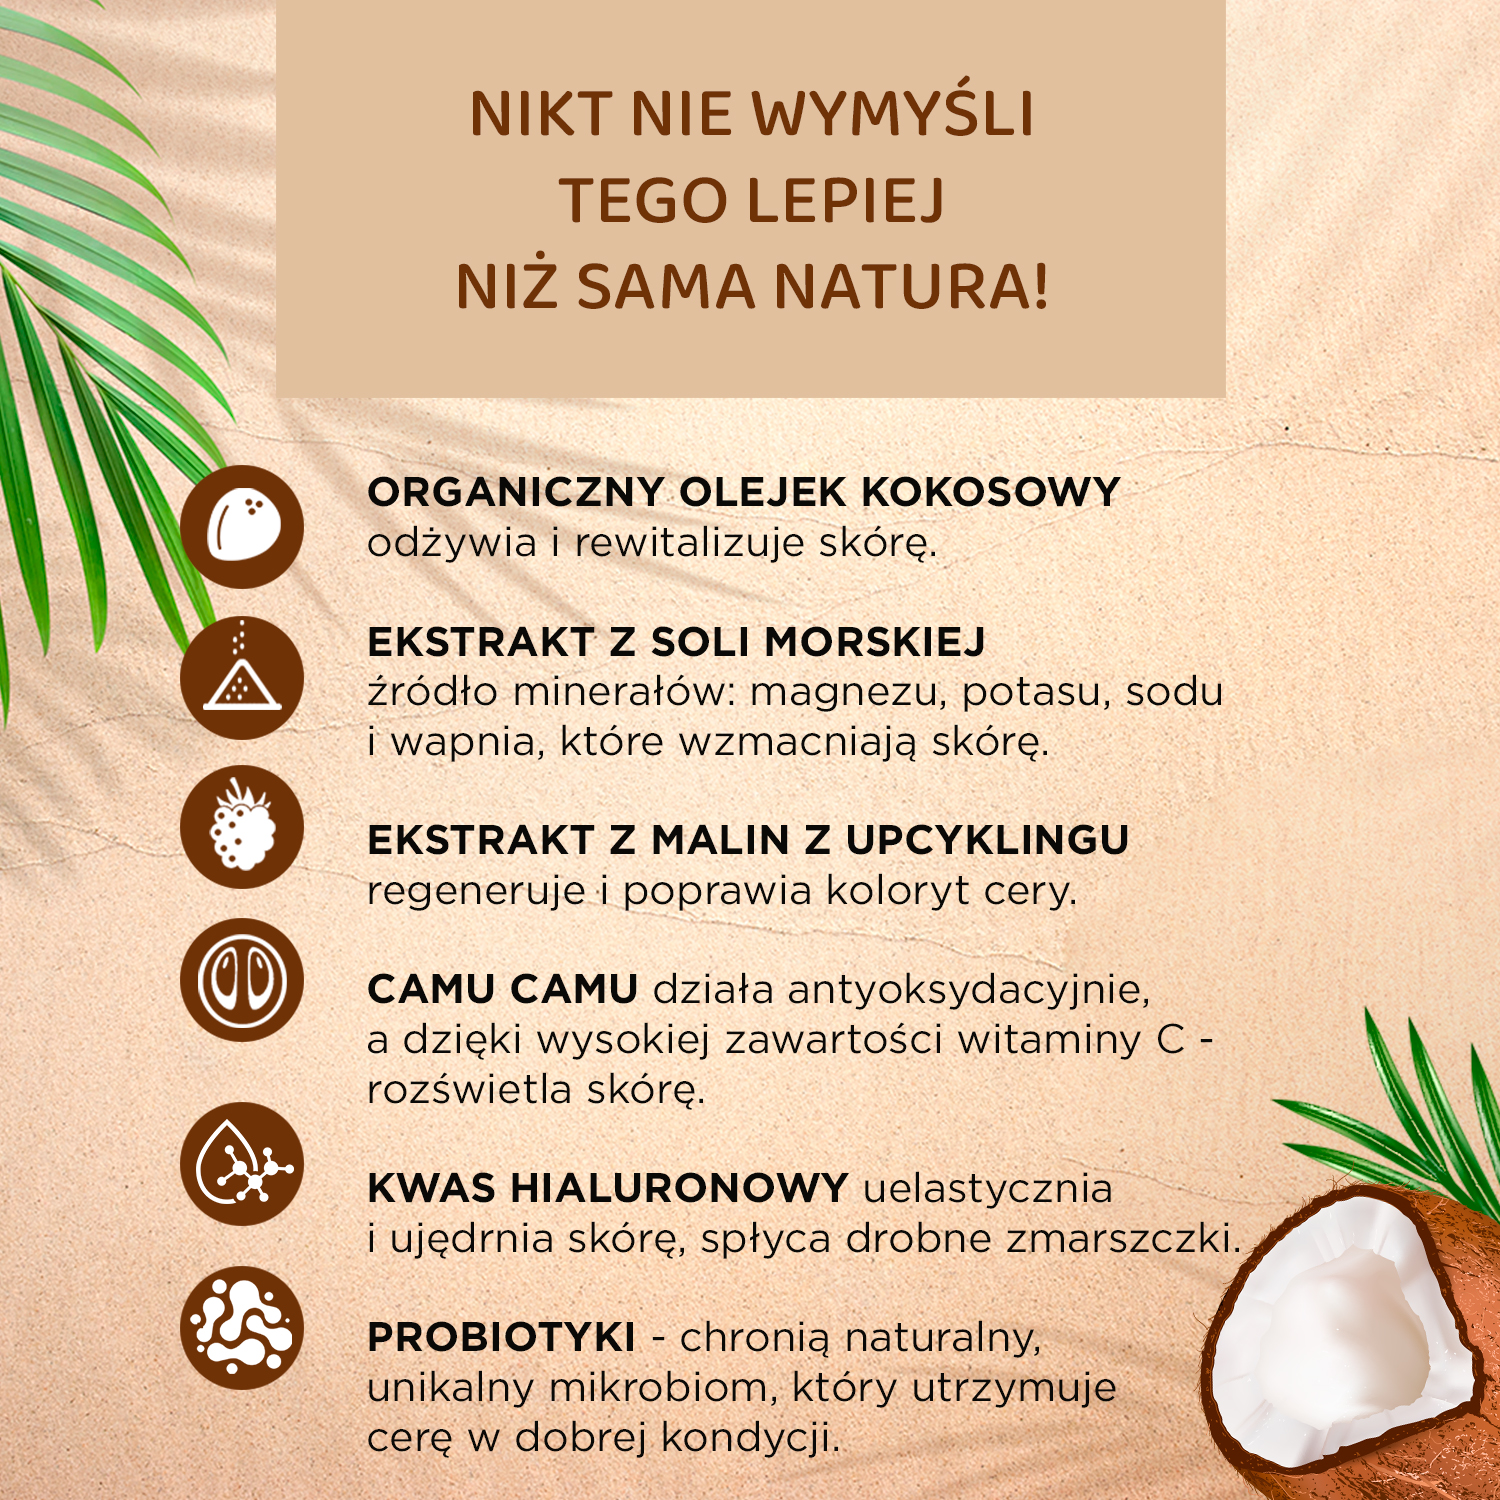 NIKT NIE WYMYŚLI
TEGO LEPIEJ
NIŻ SAMA NATURA!
ORGANICZNY OLEJEK KOKOSOWY
odżywia i rewitalizuje skórę.
EKSTRAKT Z SOLI MORSKIEJ
źródło minerałów: magnezu, potasu, sodu
i wapnia, które wzmacniają skórę.
EKSTRAKT Z MALIN Z UPCYKLINGU
regeneruje i poprawia koloryt cery.
CAMU CAMU działa antyoksydacyjnie,
a dzięki wysokiej zawartości witaminy C -
rozświetla skórę.
KWAS HIALURONOWY uelastycznia
i ujędrnia skórę, spłyca drobne zmarszczki.
PROBIOTYKI - chronią naturalny,
unikalny mikrobiom, który utrzymuje
cerę w dobrej kondycji.